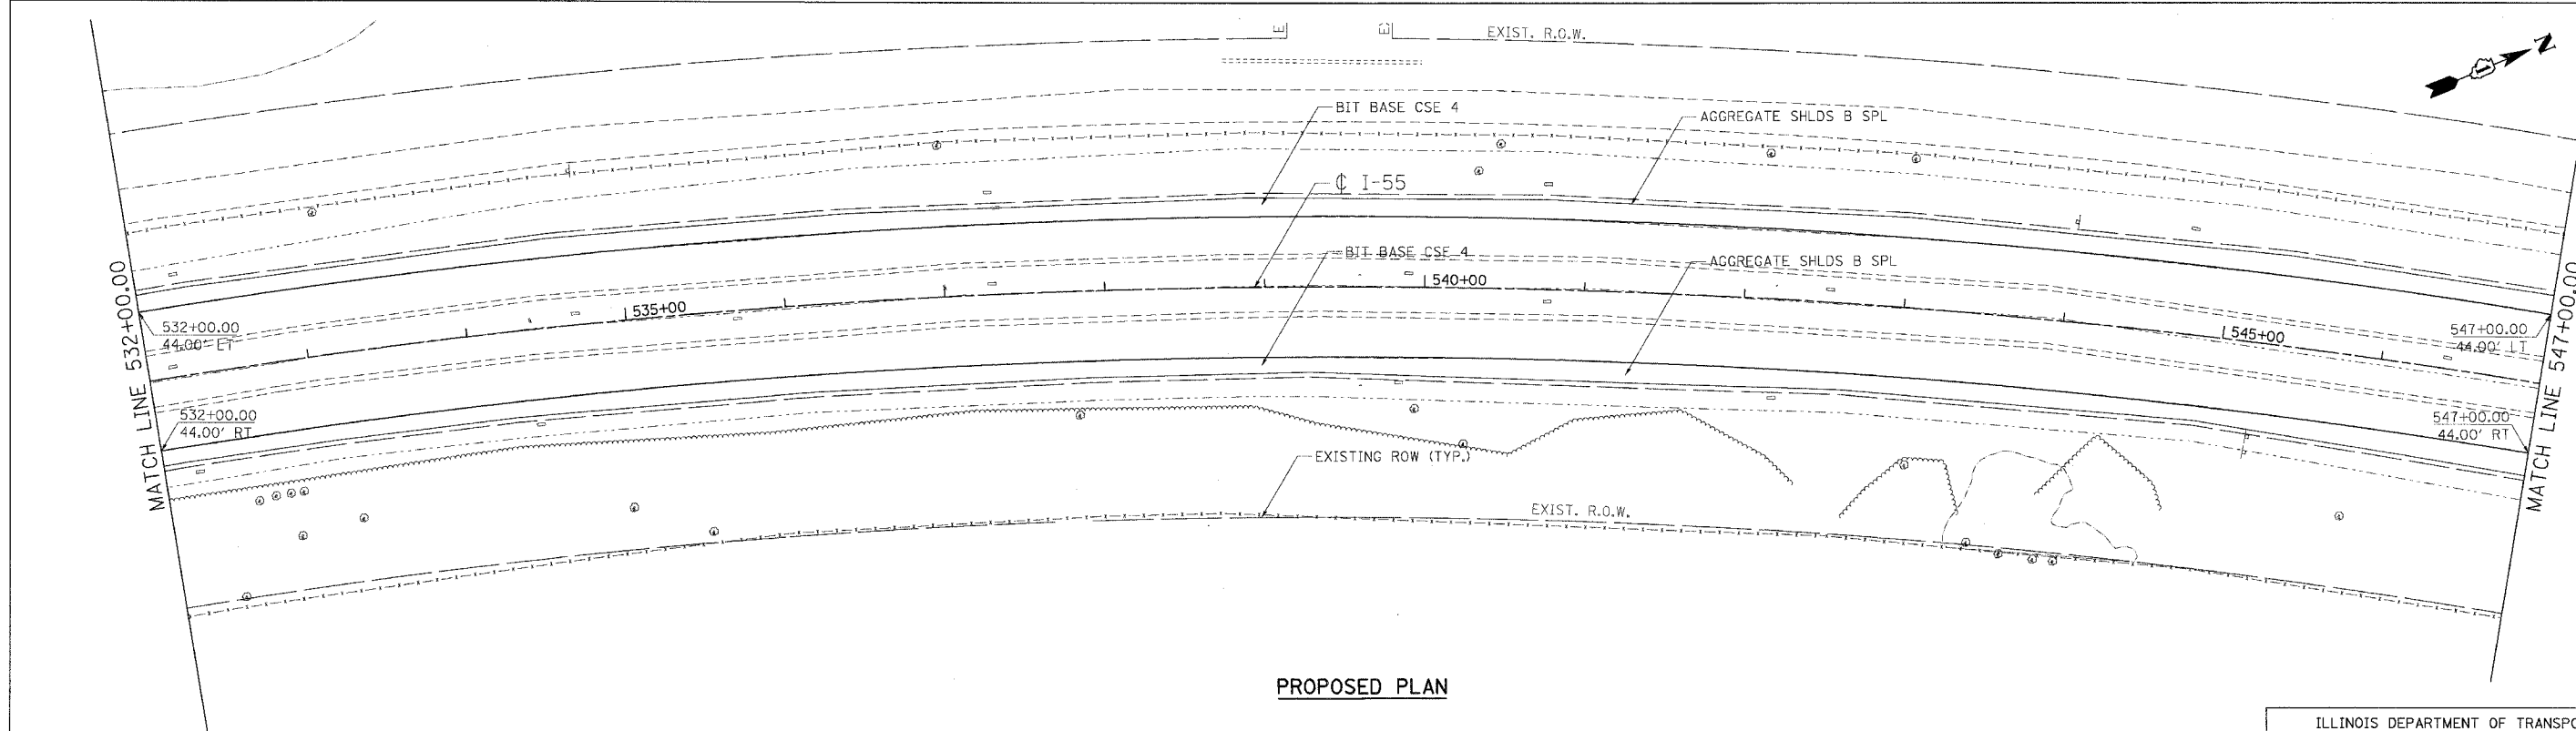 E E EXIST. R.O.W.
N
BIT BASE CSE 4
AGGREGATE SHLDS B SPL
℄ I-55
BIT BASE CSE 4
AGGREGATE SHLDS B SPL
535+00
540+00
545+00
MATCH LINE 532+00.00
532+00.00
44.00' LT
532+00.00
44.00' RT
547+00.00
44.00' LT
547+00.00
44.00' RT
MATCH LINE 547+00.00
EXISTING ROW (TYP.)
EXIST. R.O.W.
PROPOSED PLAN
ILLINOIS DEPARTMENT OF TRANSPO